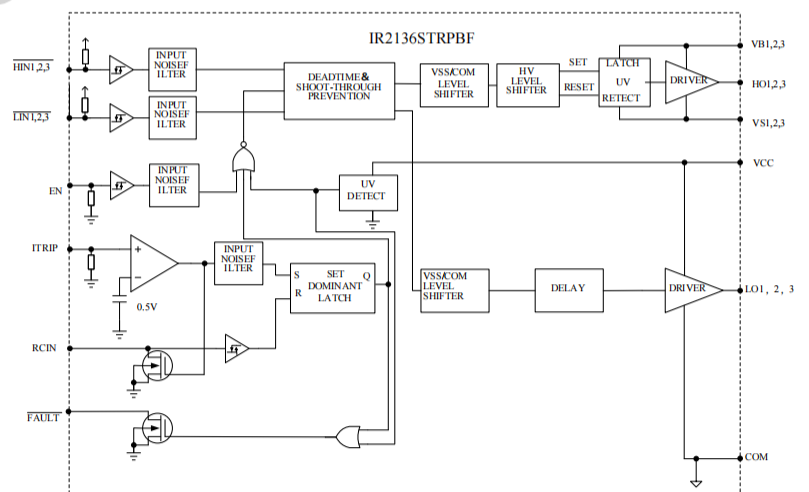 IR2136STRPBF
HIN1,2,3
INPUT
NOISEF
ILTER
DEADTIME&
SHOOT-THROUGH
PREVENTION
VSS/COM
LEVEL
SHIFTER
HV
LEVEL
SHIFTER
SET
RESET
LATCH
UV
RETECT
DRIVER
VB1,2,3
HO1,2,3
VS1,2,3
LIN1,2,3
INPUT
NOISEF
ILTER
EN
INPUT
NOISEF
ILTER
UV
DETECT
VCC
ITRIP
+
−
0.5V
INPUT
NOISEF
ILTER
S
R
SET
DOMINANT
LATCH
Q
VSS/COM
LEVEL
SHIFTER
DELAY
DRIVER
LO1, 2, 3
RCIN
FAULT
COM